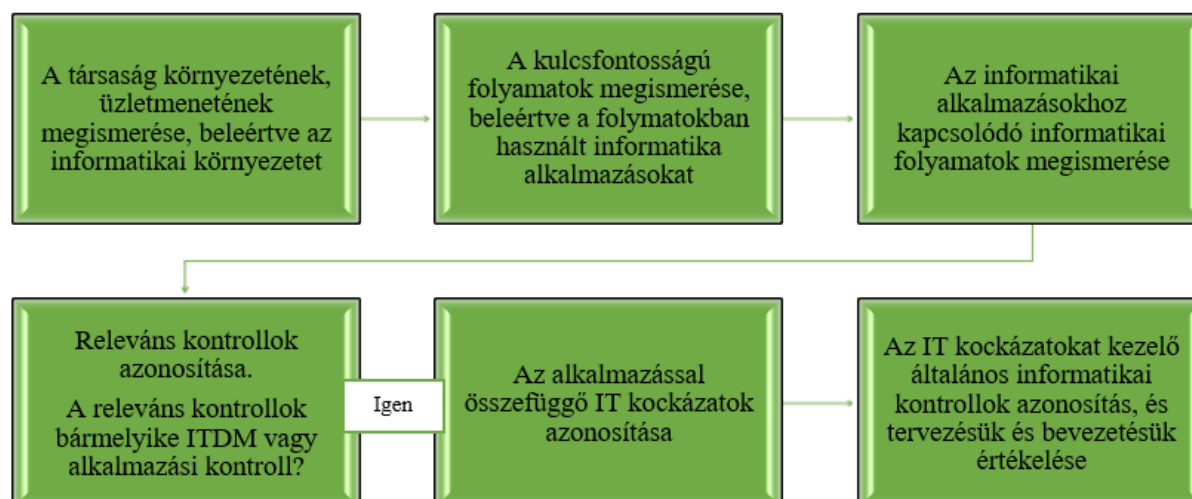 A társaság környezetének,
üzletmenetének
megismerése, beleértve az
informatikai környezetet
A kulcsfontosságú
folyamatok megismerése,
beleértve a folymatokban
használt informatika
alkalmazásokat
Az informatikai
alkalmazásokhoz
kapcsolódó informatikai
folyamatok megismerése
Releváns kontrollok
azonosítása.
A releváns kontrollok
bármelyike ITDM vagy
alkalmazási kontroll?
Igen
Az alkalmazással
összefüggő IT kockázatok
azonosítása
Az IT kockázatokat kezelő
általános informatikai
kontrollok azonosítás, és
tervezésük és bevezetésük
értékelése